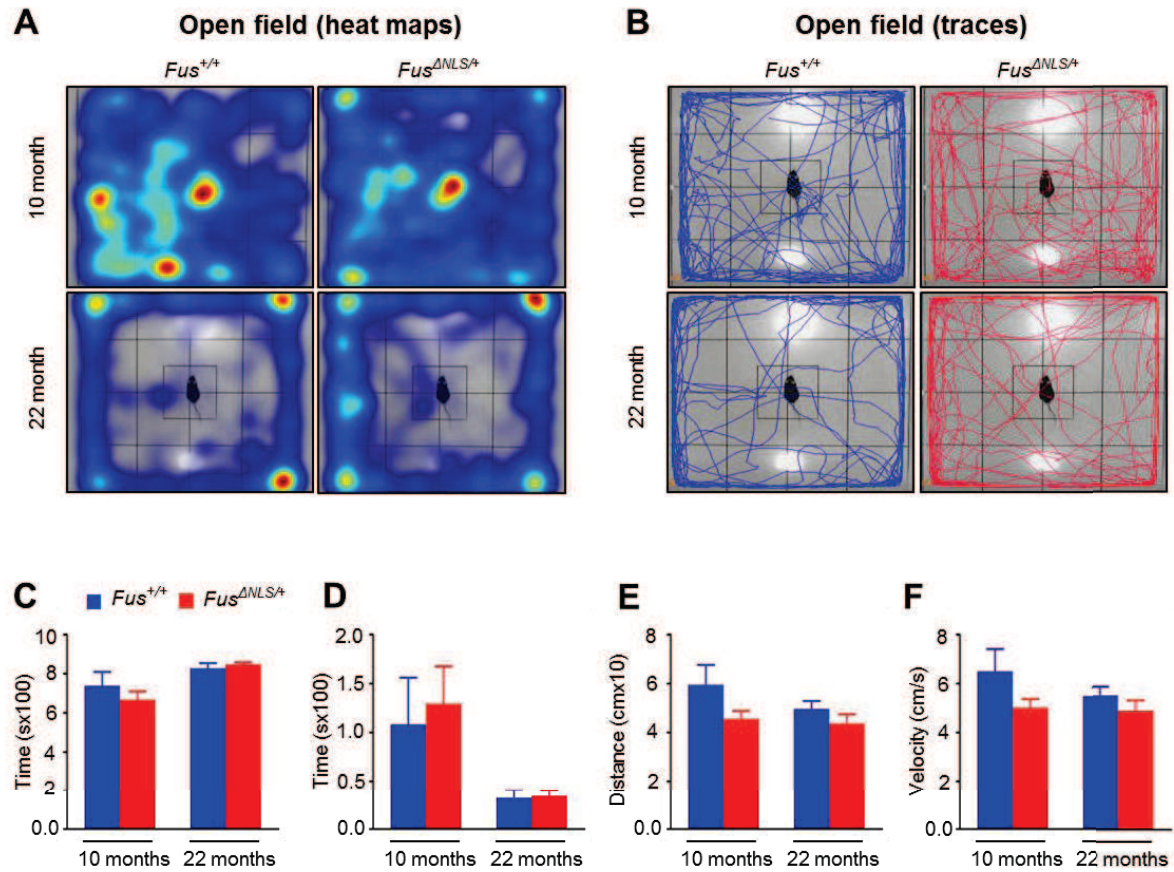 A
Open field (heat maps)
Fus+/+
FusΔNLS/+
10 month
22 month
B
Open field (traces)
Fus+/+
FusΔNLS/+
10 month
22 month
C
Fus+/+
FusΔNLS/+
Time (sx100)
10
8
6
4
2
0.0
10 months
22 months
D
Time (sx100)
2.0
1.5
1.0
0.5
0.0
10 months
22 months
E
Distance (cmx10)
8
6
4
2
0.0
10 months
22 months
F
Velocity (cm/s)
8
6
4
2
0.0
10 months
22 months